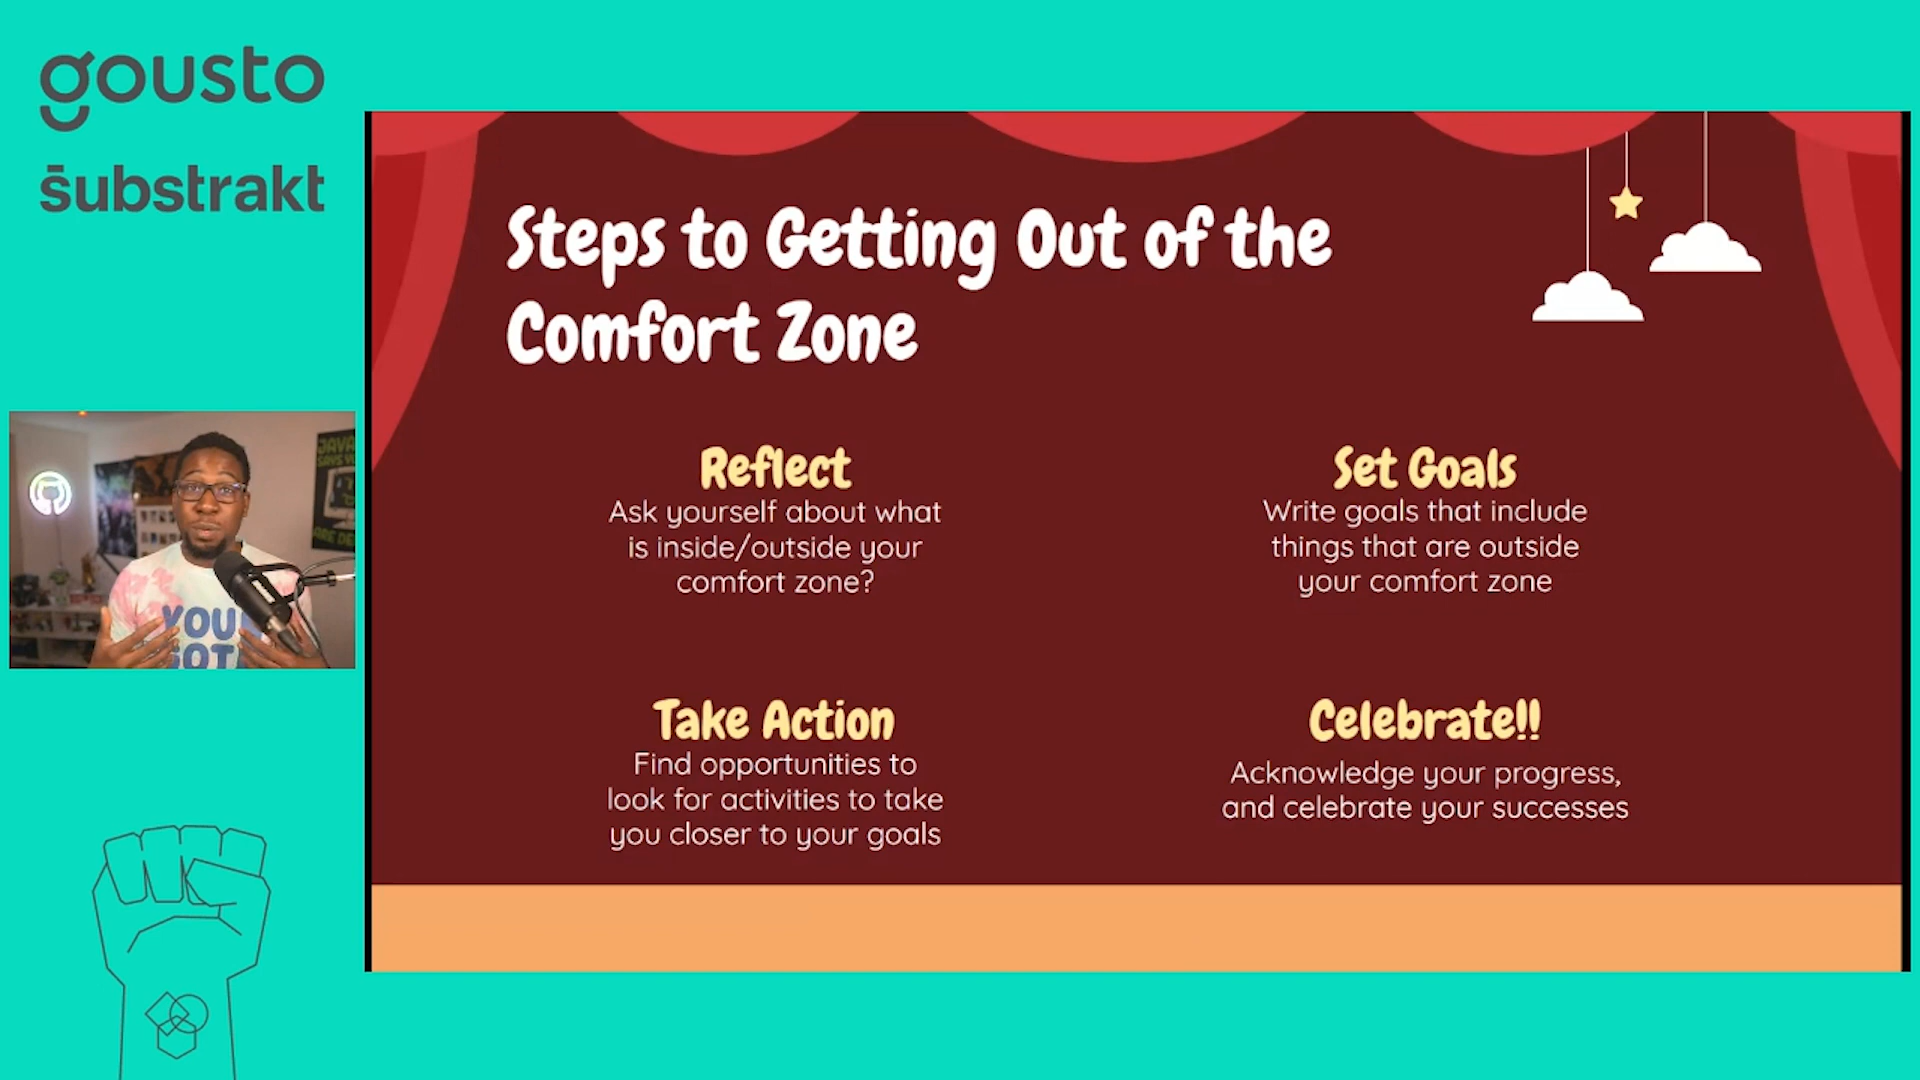 gousto
substrakt
Steps to Getting Out of the
Comfort Zone
Reflect
Ask yourself about what
is inside/outside your
comfort zone?
Set Goals
Write goals that include
things that are outside
your comfort zone
Take Action
Find opportunities to
look for activities to take
you closer to your goals
Celebrate!!
Acknowledge your progress,
and celebrate your successes
YOU
GOT